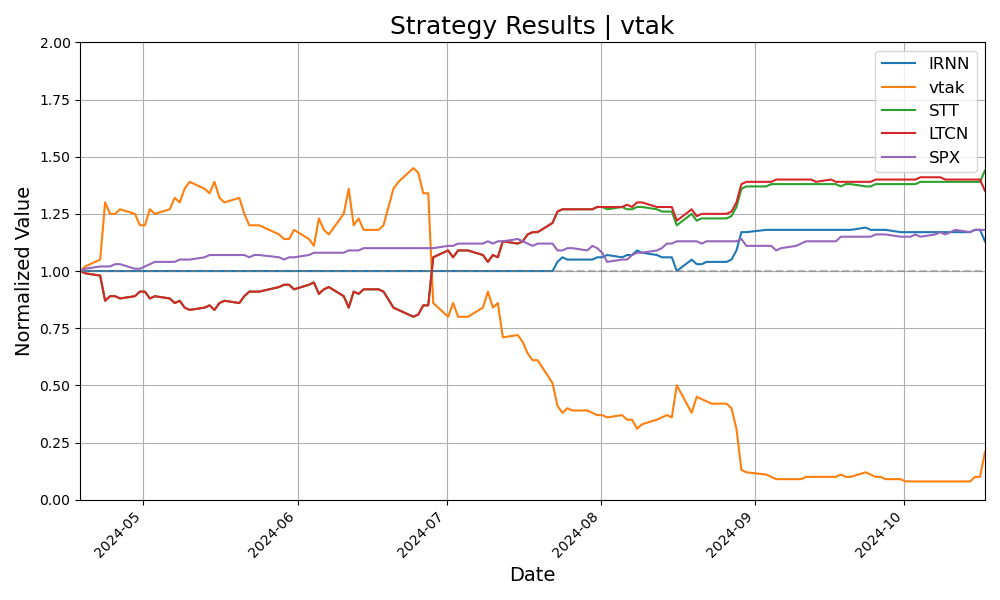 Strategy Results | vtak
Normalized Value
2.00
1.75
1.50
1.25
1.00
0.75
0.50
0.25
0.00
IRNN
vtak
STT
LTCN
SPX
2024-05
2024-06
2024-07
2024-08
2024-09
2024-10
Date